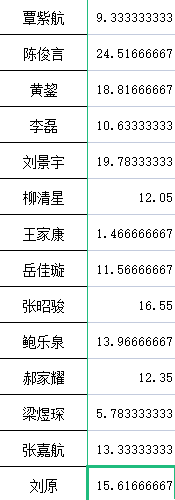 覃紫航 9.333333333
陈俊言 24.51666667
黄鋆 18.81666667
李磊 10.63333333
刘景宇 19.78333333
柳清星 12.05
王家康 1.466666667
岳佳璇 11.56666667
张昭骏 16.55
鲍乐泉 13.96666667
郝家耀 12.35
梁煜琛 5.783333333
张嘉航 13.33333333
刘原 15.61666667